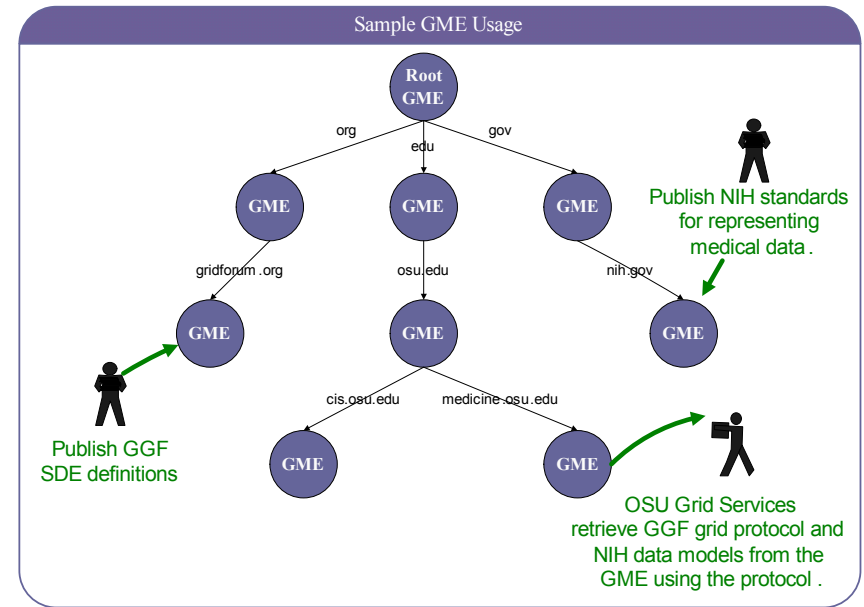 Sample GME Usage
Root
GME
org
edu
gov
GME
GME
GME
Publish NIH standards
for representing
medical data .
gridforum .org
osu.edu
nih.gov
GME
GME
GME
cis.osu.edu
medicine.osu.edu
Publish GGF
SDE definitions
GME
GME
OSU Grid Services
retrieve GGF grid protocol and
NIH data models from the
GME using the protocol .